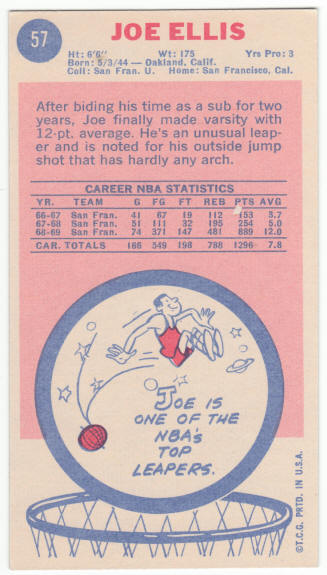 57
JOE ELLIS
Ht: 6'6" Wt: 175 Yrs Pro: 3
Born: 5/3/44 — Oakland, Calif.
Coll: San Fran. U. Home: San Francisco, Cal.
After biding his time as a sub for two
years, Joe finally made varsity with
12-pt. average. He's an unusual leap-
er and is noted for his outside jump
shot that has hardly any arch.
CAREER NBA STATISTICS
YR. TEAM G FG FT REB PTS AVG
66-67 San Fran. 41 67 19 112 153 3.7
67-68 San Fran. 51 111 32 195 254 5.0
68-69 San Fran. 74 371 147 481 889 12.0
CAR. TOTALS 166 549 198 788 1296 7.8
JOE IS
ONE OF THE
NBA's
TOP
LEAPERS.
©T.C.G. PRTD. IN U.S.A.